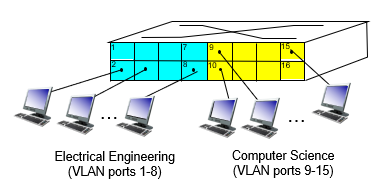 1 7 9 15
2 8 10 16
... ...
Electrical Engineering
(VLAN ports 1-8)
Computer Science
(VLAN ports 9-15)